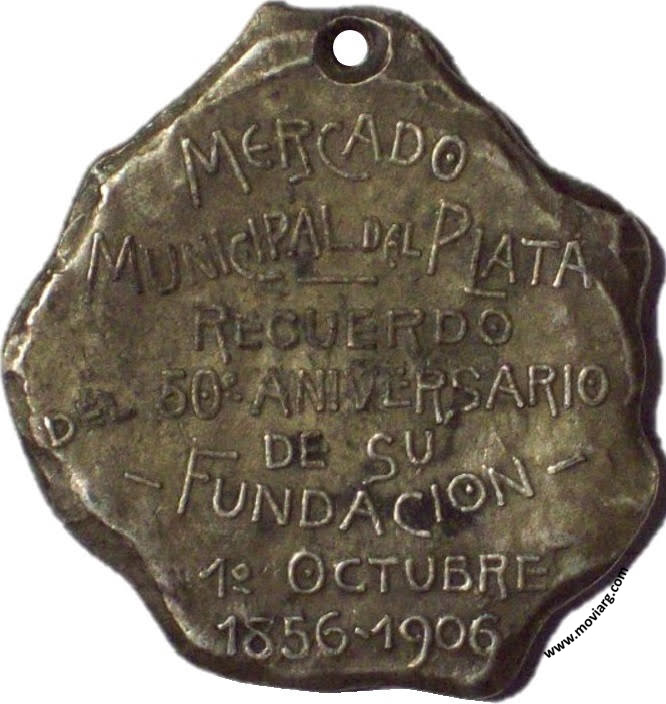 MERCADO
MUNICIPAL DEL PLATA
RECUERDO
DEL 50º ANIVERSARIO
DE SU
- FUNDACION -
1º OCTUBRE
1856-1906
www.moviarg.com